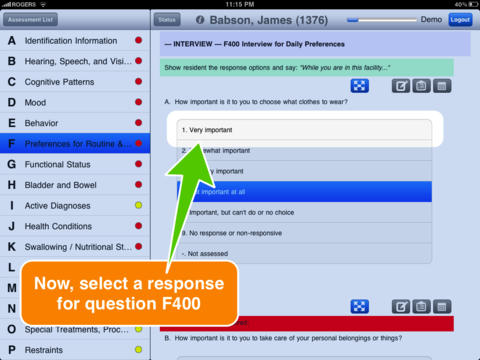 ROGERS 11:15 PM 40%
Assessment List Status i Babson, James (1376) Demo Logout
A Identification Information
B Hearing, Speech, and Visi...
C Cognitive Patterns
D Mood
E Behavior
F Preferences for Routine &...
G Functional Status
H Bladder and Bowel
I Active Diagnoses
J Health Conditions
K Swallowing / Nutritional St...
L
M
N
O Special Treatments, Proc...
P Restraints
--- INTERVIEW --- F400 Interview for Daily Preferences
Show resident the response options and say: "While you are in this facility..."
A. How important is it to you to choose what clothes to wear?
1. Very important
2. mewhat important
y important
t important at all
mportant, but can't do or no choice
9. No response or non-responsive
-. Not assessed
B. How important is it to you to take care of your personal belongings or things?
Now, select a response
for question F400